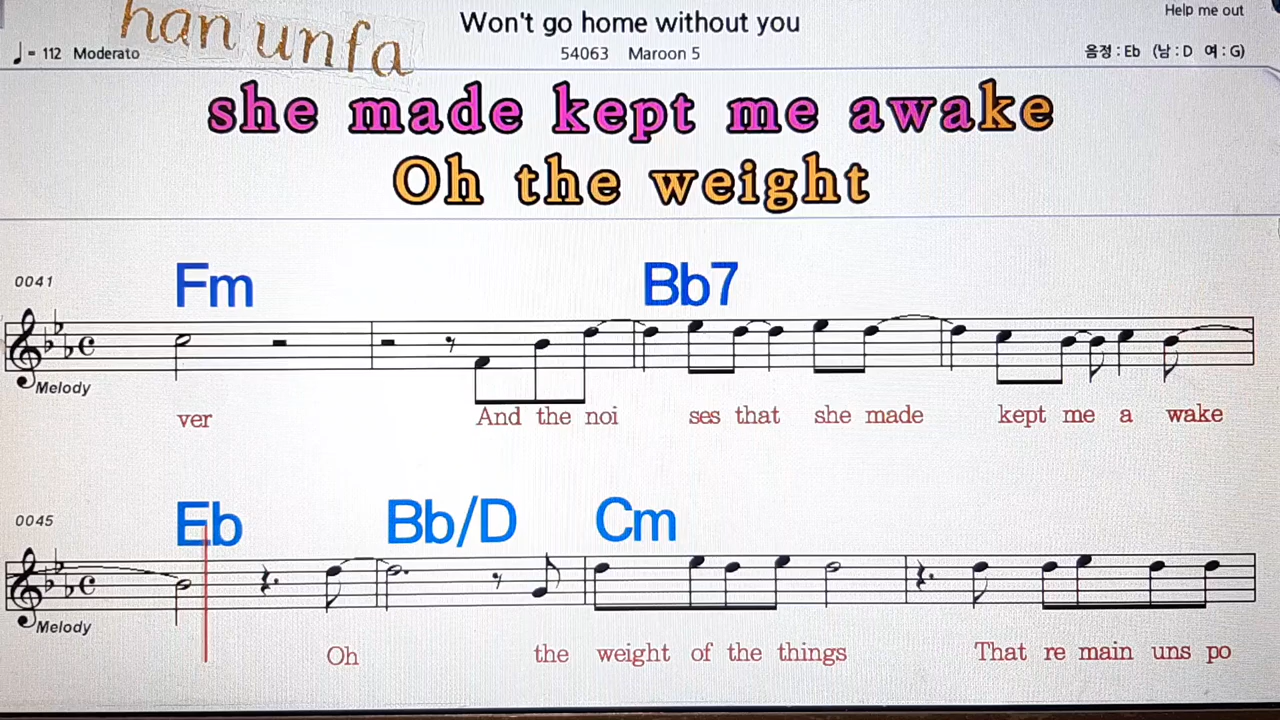 han unfa
Won't go home without you
Help me out
♩= 112 Moderato
54063 Maroon 5
음정 : Eb (남 : D 여 : G)
she made kept me awake
Oh the weight
0041
Fm Bb7
Melody
ver And the noi ses that she made kept me a wake
0045
Eb Bb/D Cm
Melody
Oh the weight of the things That re main uns po